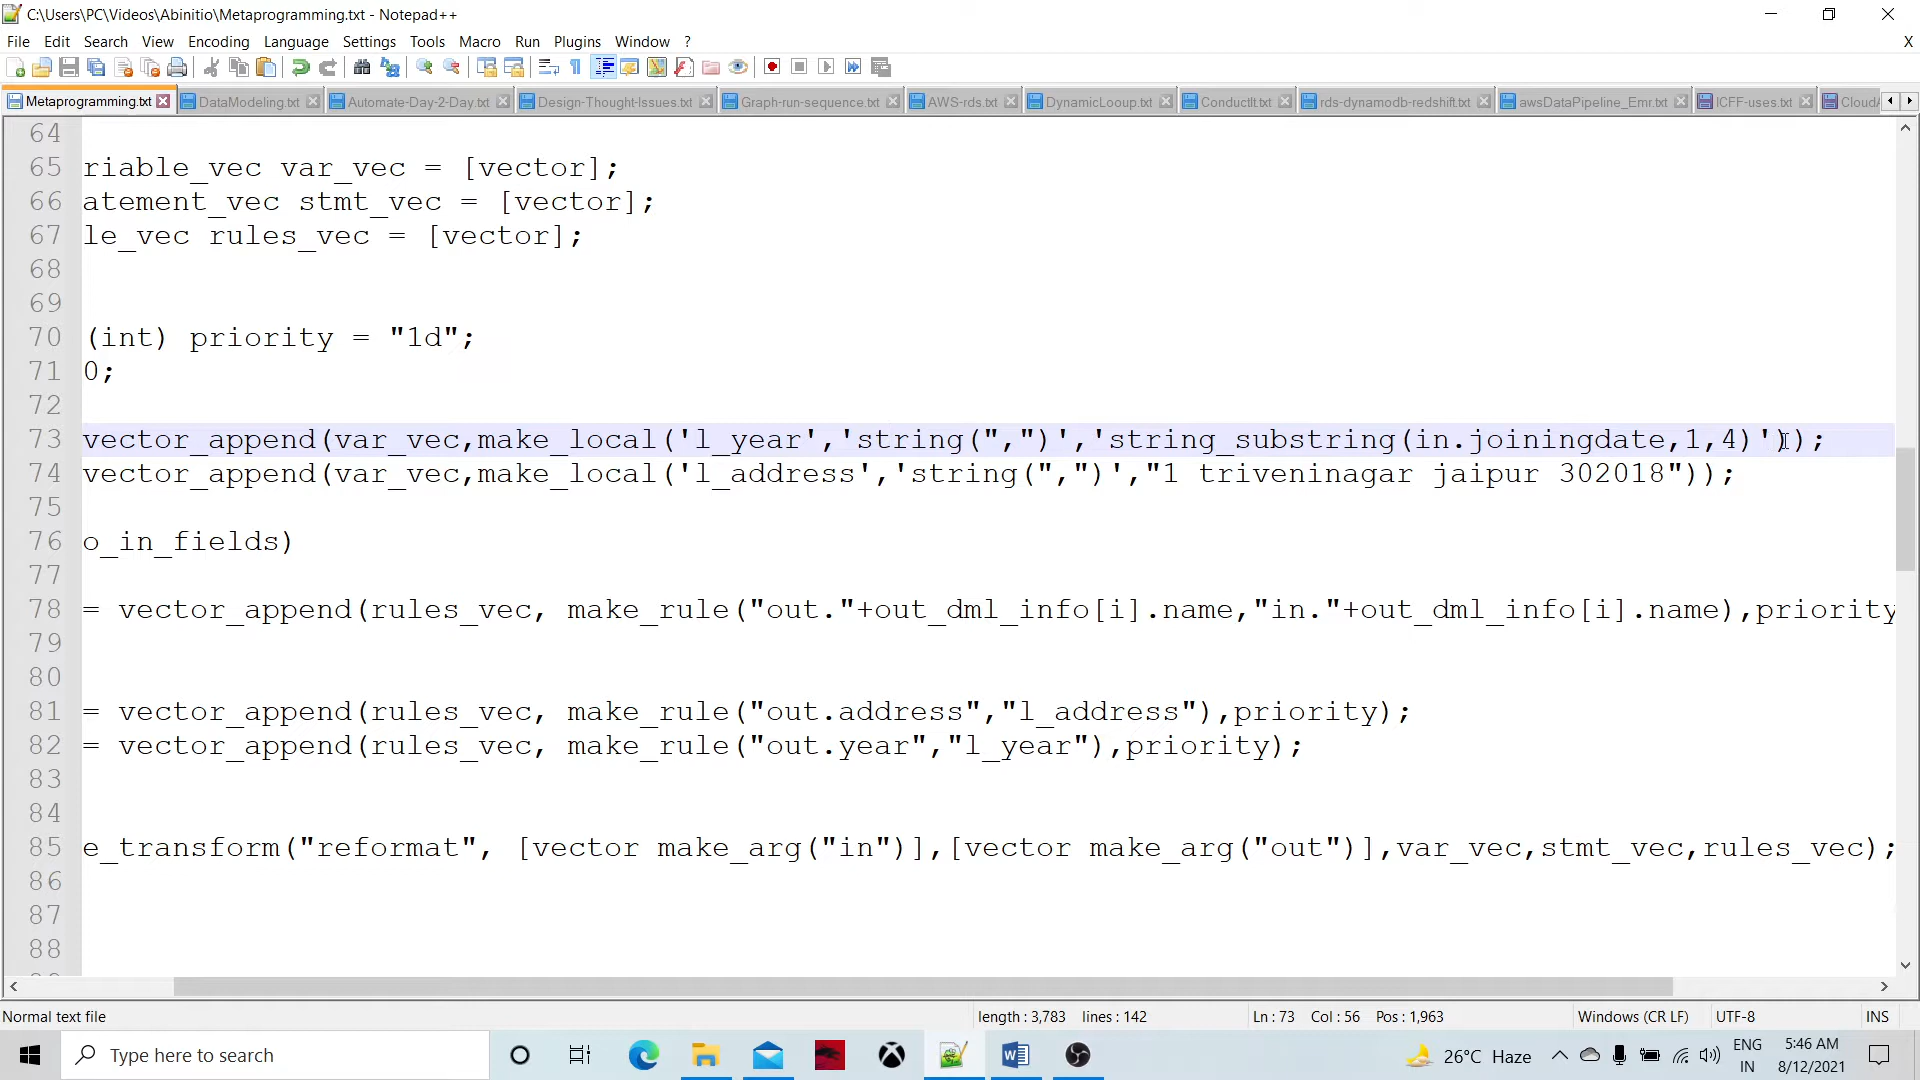 C:\Users\PC\Videos\Abinitio\Metaprogramming.txt - Notepad++
File Edit Search View Encoding Language Settings Tools Macro Run Plugins Window ? X
Metaprogramming.txt DataModeling.txt Automate-Day-2-Day.txt Design-Thought-Issues.txt Graph-run-sequence.txt AWS-rds.txt DynamicLooup.txt ConductIt.txt rds-dynamodb-redshift.txt awsDataPipeline_Emr.txt ICFF-uses.txt CloudA
64
65 riable_vec var_vec = [vector];
66 atement_vec stmt_vec = [vector];
67 le_vec rules_vec = [vector];
68
69
70 (int) priority = "1d";
71 0;
72
73 vector_append(var_vec,make_local('l_year','string(",")','string_substring(in.joiningdate,1,4)'));
74 vector_append(var_vec,make_local('l_address','string(",")',"1 triveninagar jaipur 302018"));
75
76 o_in_fields)
77
78 = vector_append(rules_vec, make_rule("out."+out_dml_info[i].name,"in."+out_dml_info[i].name),priority
79
80
81 = vector_append(rules_vec, make_rule("out.address","l_address"),priority);
82 = vector_append(rules_vec, make_rule("out.year","l_year"),priority);
83
84
85 e_transform("reformat", [vector make_arg("in")],[vector make_arg("out")],var_vec,stmt_vec,rules_vec);
86
87
88
Normal text file length : 3,783 lines : 142 Ln : 73 Col : 56 Pos : 1,963 Windows (CR LF) UTF-8 INS
Type here to search 26°C Haze ENG IN 5:46 AM 8/12/2021